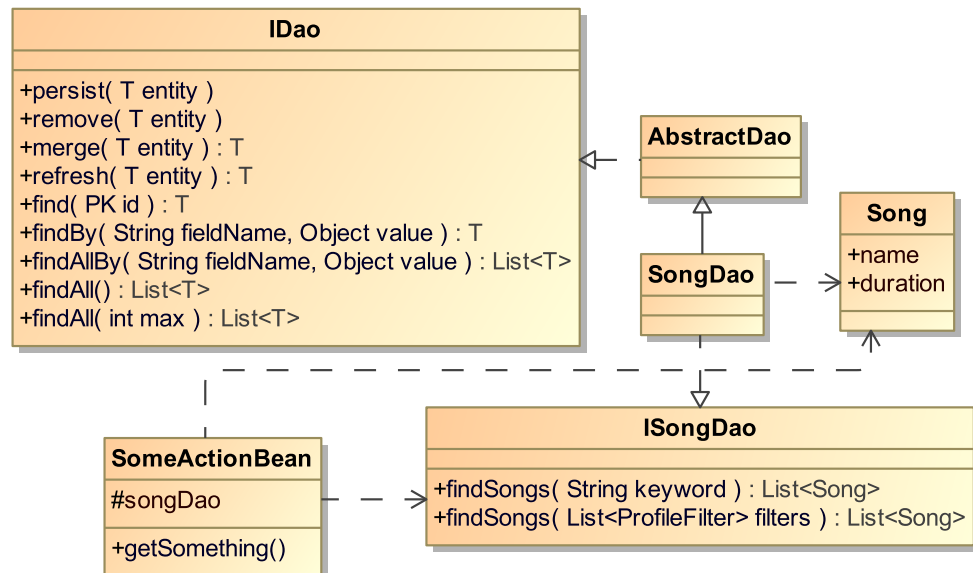 IDao
+persist( T entity )
+remove( T entity )
+merge( T entity ) : T
+refresh( T entity ) : T
+find( PK id ) : T
+findBy( String fieldName, Object value ) : T
+findAllBy( String fieldName, Object value ) : List<T>
+findAll() : List<T>
+findAll( int max ) : List<T>
AbstractDao
SongDao
Song
+name
+duration
SomeActionBean
#songDao
+getSomething()
ISongDao
+findSongs( String keyword ) : List<Song>
+findSongs( List<ProfileFilter> filters ) : List<Song>